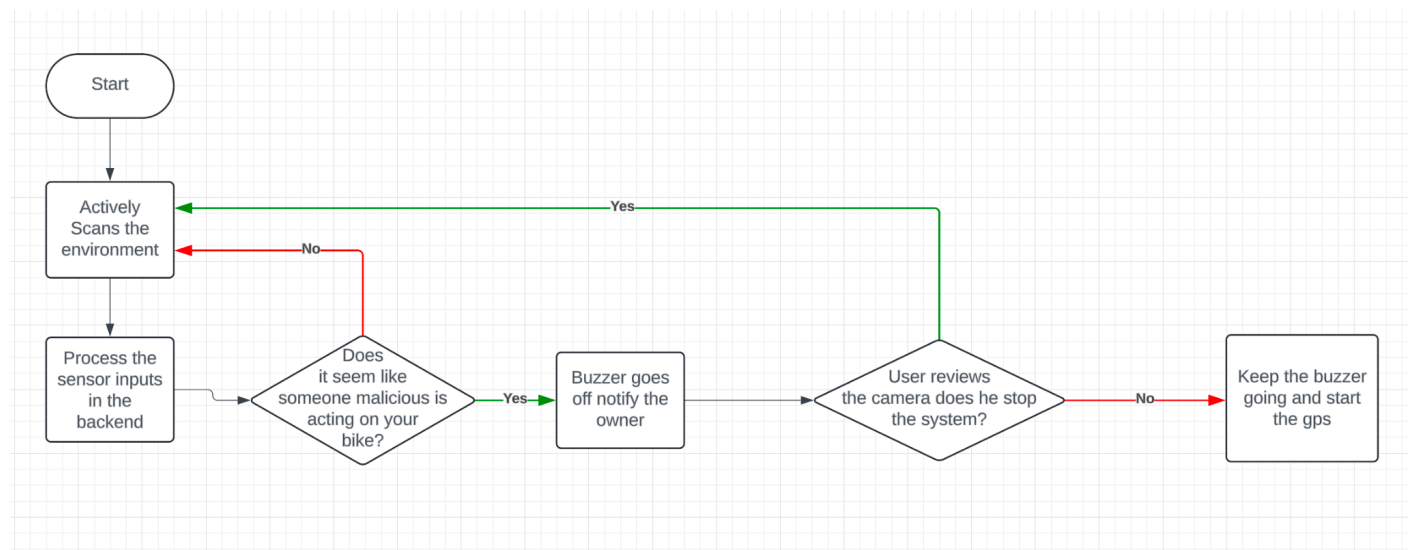 Start
Actively
Scans the
environment
Yes
No
Process the
sensor inputs
in the
backend
Does
it seem like
someone malicious is
acting on your
bike?
Yes
Buzzer goes
off notify the
owner
User reviews
the camera does he stop
the system?
No
Keep the buzzer
going and start
the gps